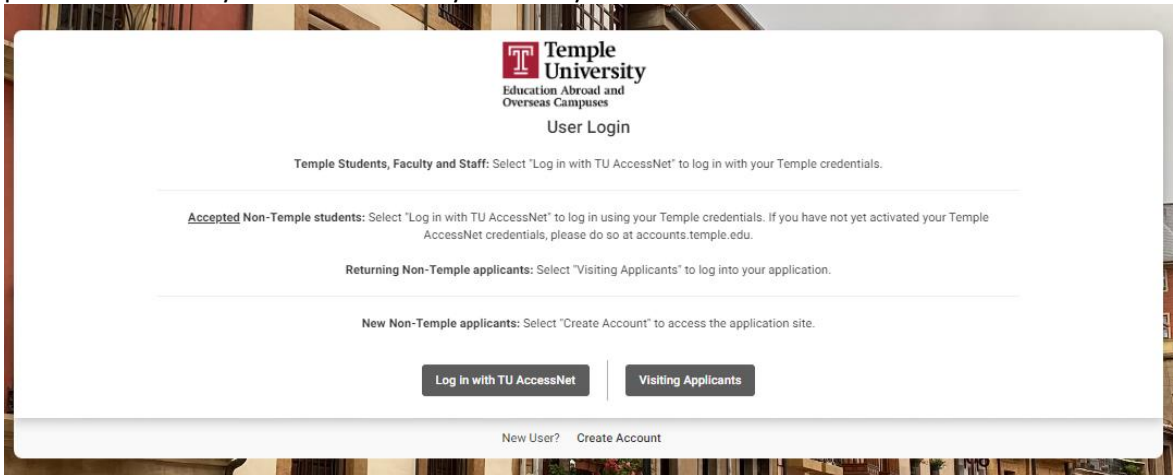 Temple
University
Education Abroad and
Overseas Campuses
User Login
Temple Students, Faculty and Staff: Select "Log in with TU AccessNet" to log in with your Temple credentials.
Accepted Non-Temple students: Select "Log in with TU AccessNet" to log in using your Temple credentials. If you have not yet activated your Temple
AccessNet credentials, please do so at accounts.temple.edu.
Returning Non-Temple applicants: Select "Visiting Applicants" to log into your application.
New Non-Temple applicants: Select "Create Account" to access the application site.
Log in with TU AccessNet
Visiting Applicants
New User? Create Account